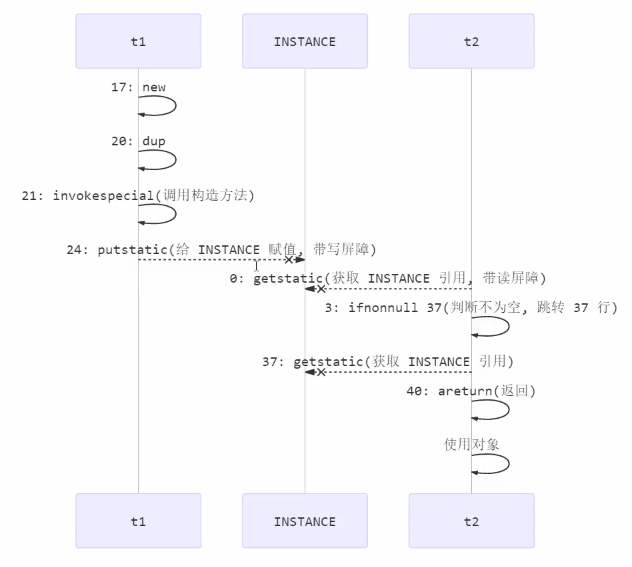 t1
INSTANCE
t2
17: new
20: dup
21: invokespecial(调用构造方法)
24: putstatic(给 INSTANCE 赋值, 带写屏障)
0: getstatic(获取 INSTANCE 引用, 带读屏障)
3: ifnonnull 37(判断不为空, 跳转 37 行)
37: getstatic(获取 INSTANCE 引用)
40: areturn(返回)
使用对象
t1
INSTANCE
t2